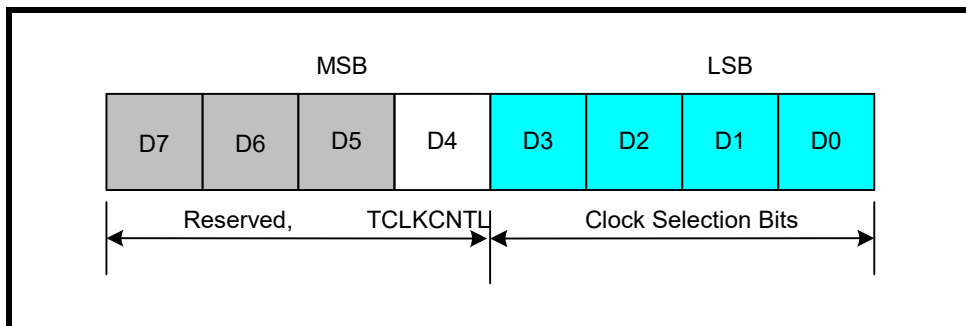 MSB LSB
D7 D6 D5 D4 D3 D2 D1 D0
Reserved, TCLKCNTL Clock Selection Bits